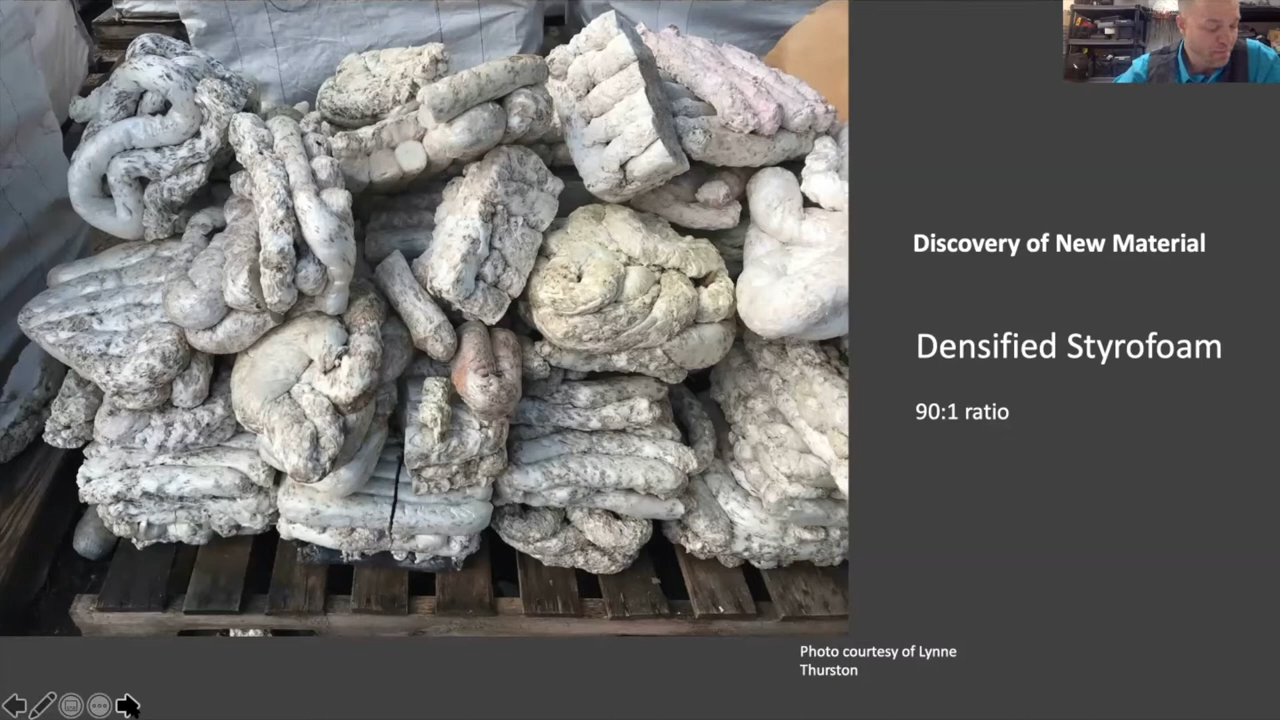 Discovery of New Material
Densified Styrofoam
90:1 ratio
Photo courtesy of Lynne
Thurston